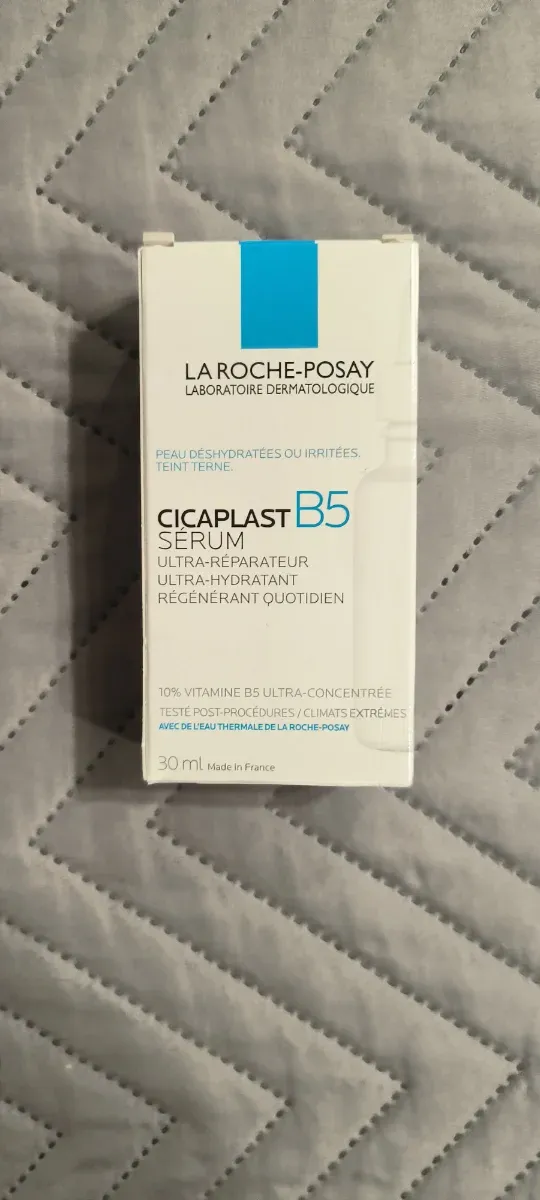 LA ROCHE-POSAY
LABORATOIRE DERMATOLOGIQUE
PEAU DÉSHYDRATÉES OU IRRITÉES.
TEINT TERNE.
CICAPLAST B5
SÉRUM
ULTRA-RÉPARATEUR
ULTRA-HYDRATANT
RÉGÉNÉRANT QUOTIDIEN
10% VITAMINE B5 ULTRA-CONCENTRÉE
TESTÉ POST-PROCÉDURES / CLIMATS EXTRÊMES
AVEC DE L'EAU THERMALE DE LA ROCHE-POSAY
30 ml Made in France